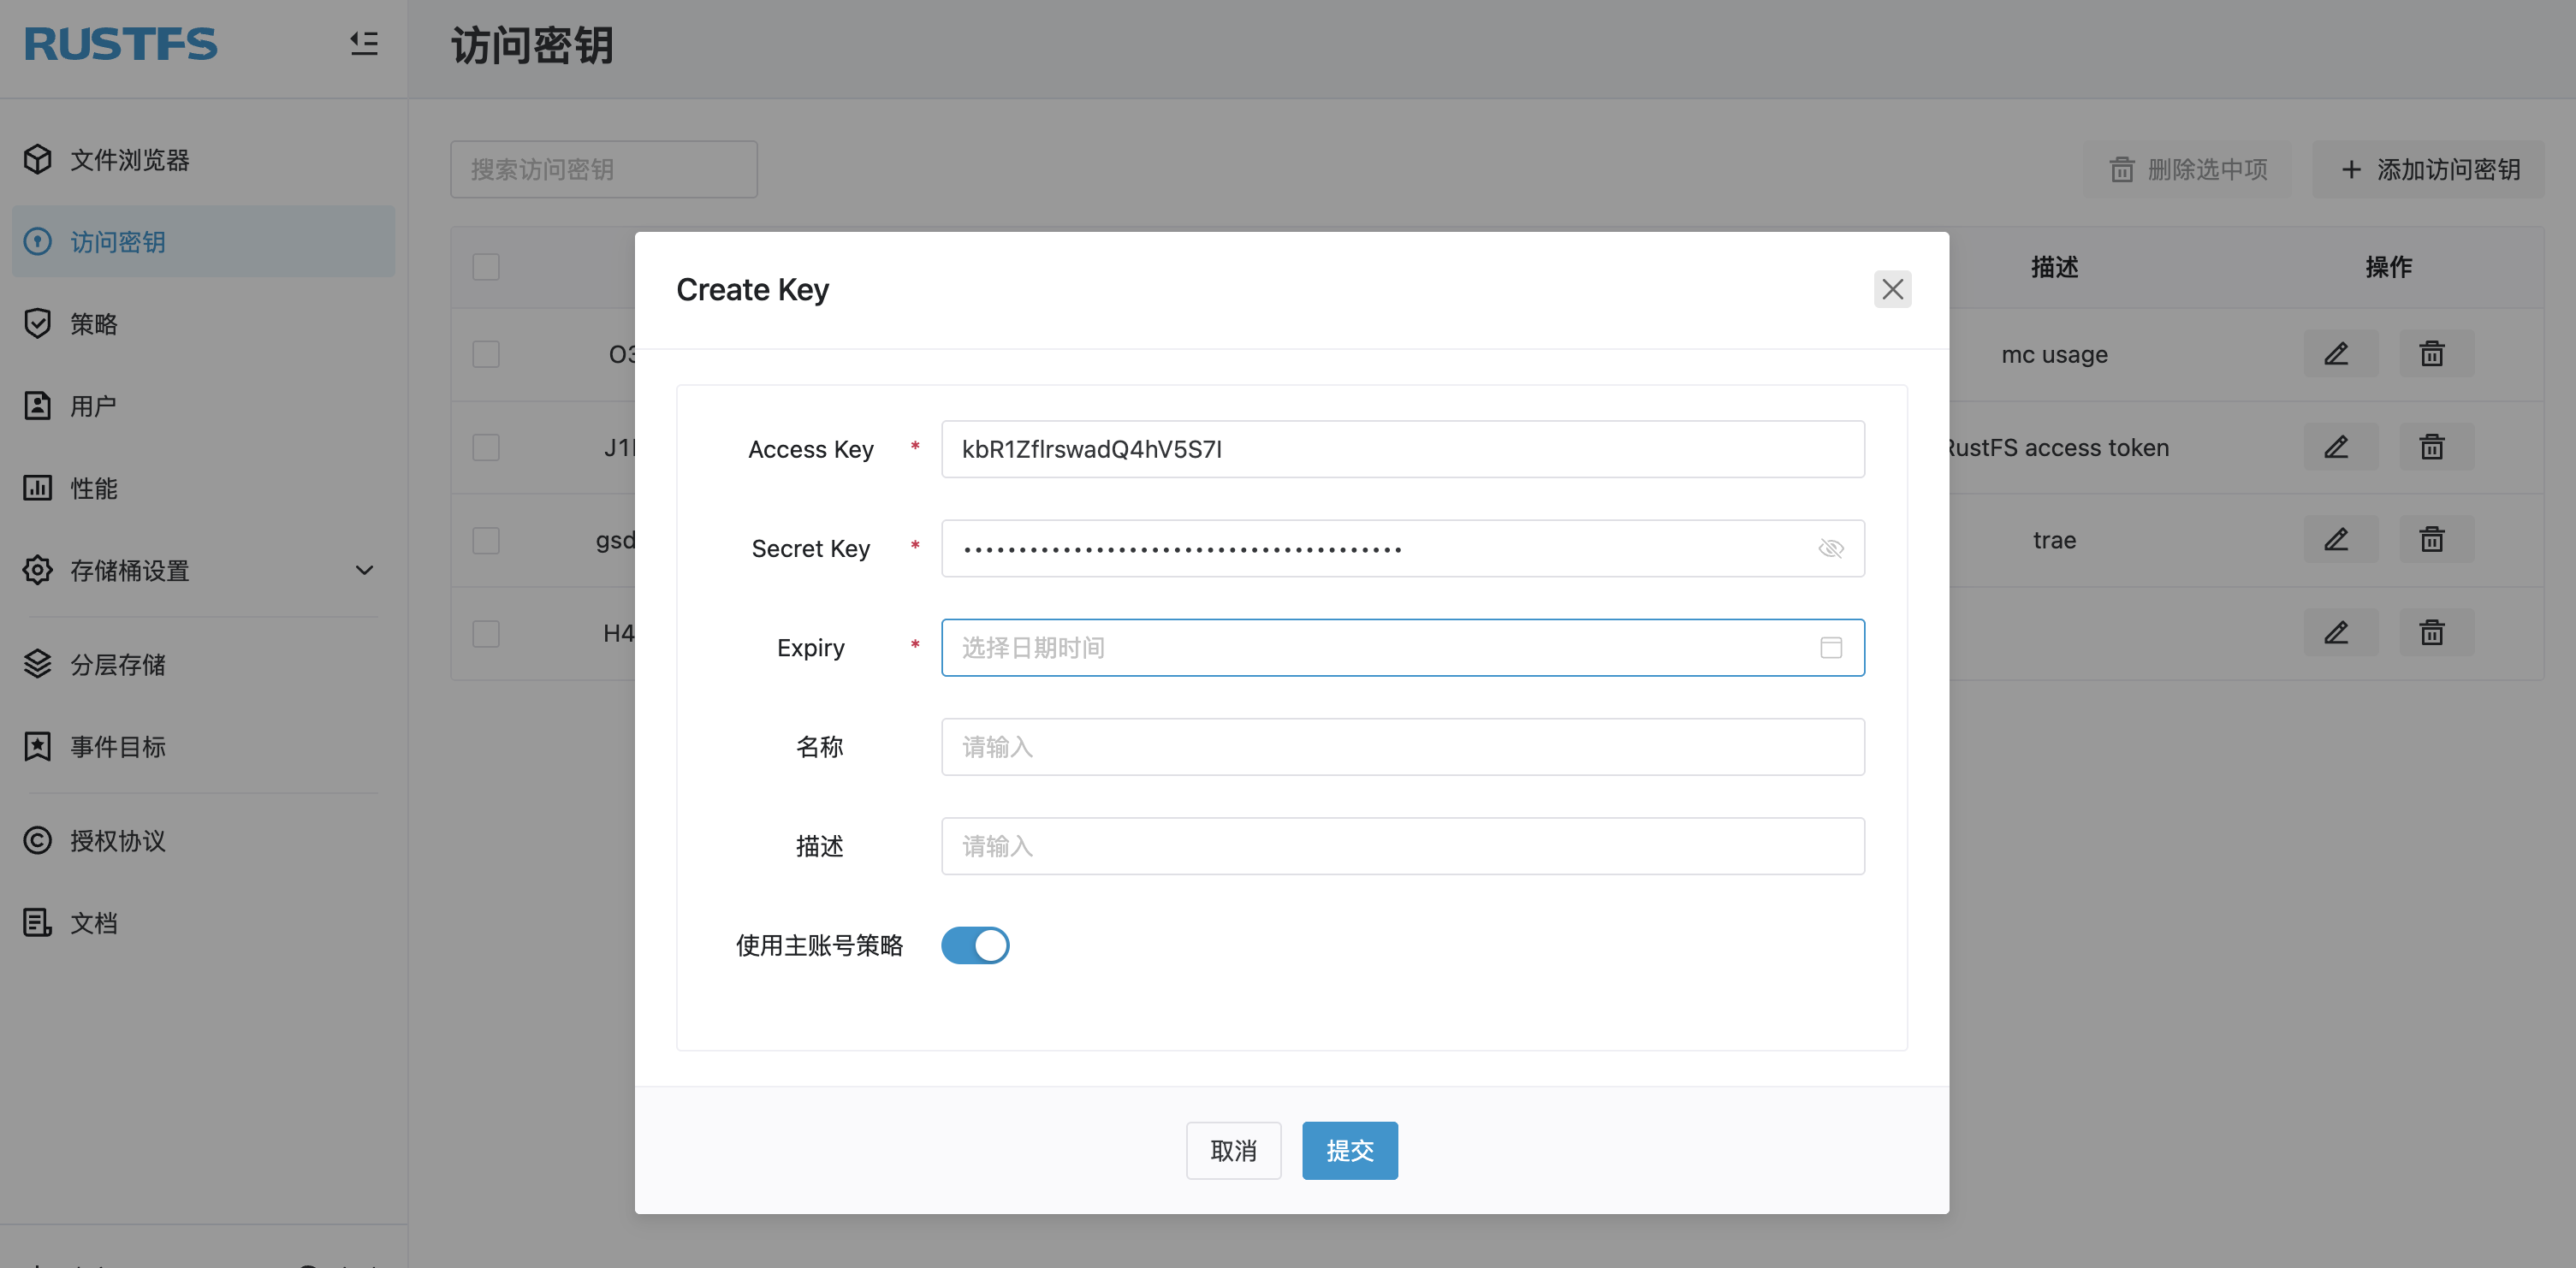 RUSTFS
访问密钥
文件浏览器
访问密钥
策略
用户
性能
存储桶设置
分层存储
事件目标
授权协议
文档
搜索访问密钥
删除选中项
添加访问密钥
描述
操作
mc usage
RustFS access token
trae
Create Key
Access Key *
kbR1ZflrswadQ4hV5S7I
Secret Key *
••••••••••••••••••••••••••••••••••••••••
Expiry *
选择日期时间
名称
请输入
描述
请输入
使用主账号策略
取消
提交